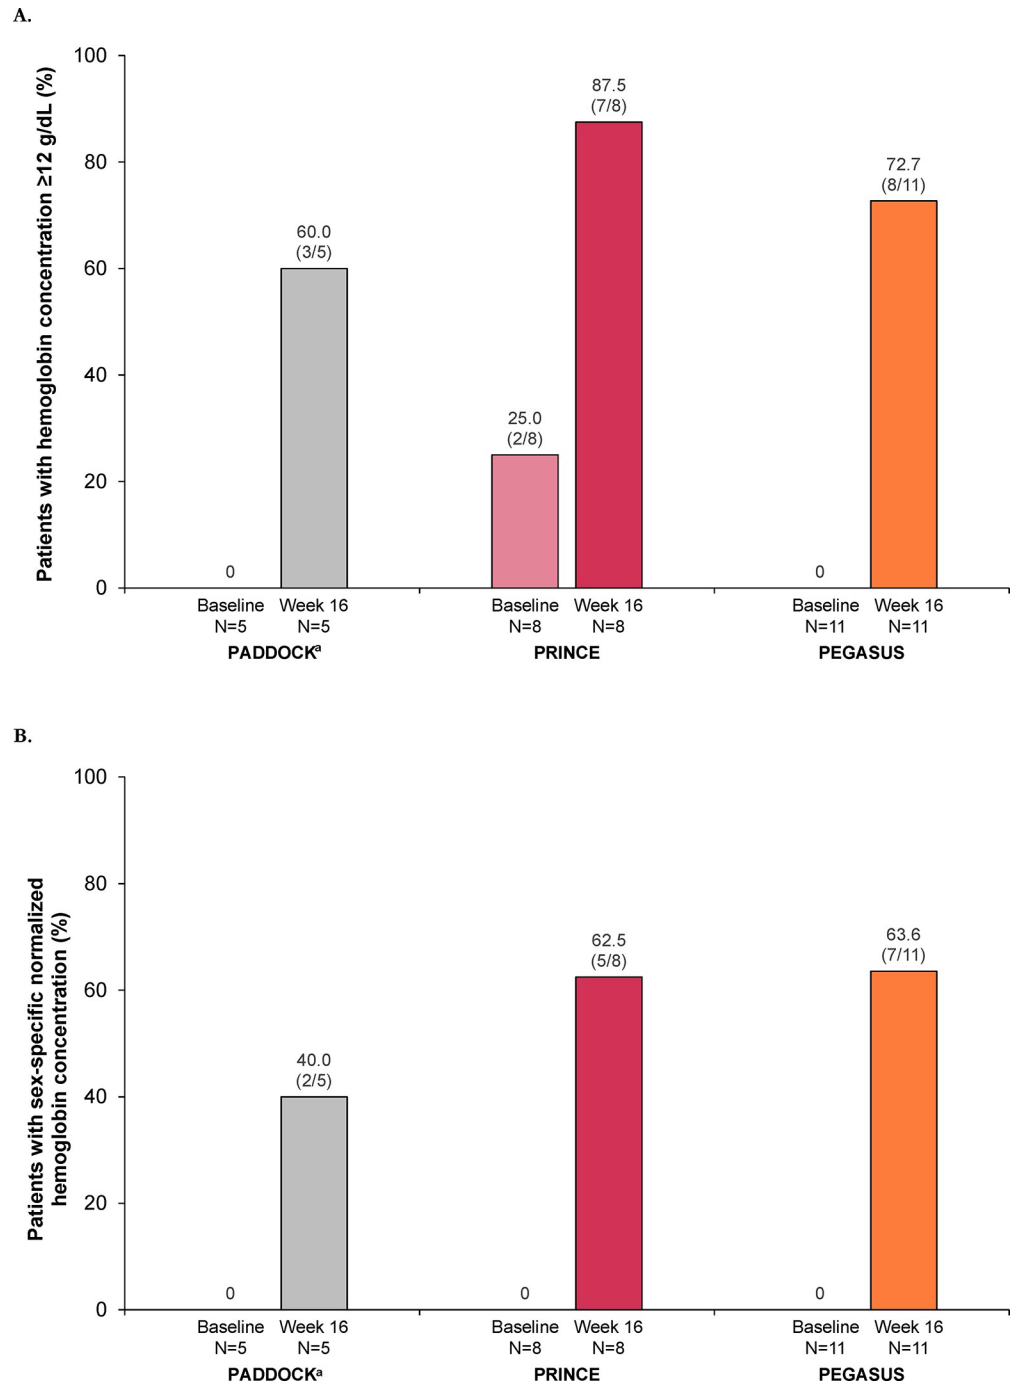 A.
Patients with hemoglobin concentration ≥12 g/dL (%)
100
80
60
40
20
0
0
60.0
(3/5)
25.0
(2/8)
87.5
(7/8)
0
72.7
(8/11)
Baseline Week 16 Baseline Week 16 Baseline Week 16
N=5 N=5 N=8 N=8 N=11 N=11
PADDOCKᵃ PRINCE PEGASUS
B.
Patients with sex-specific normalized
hemoglobin concentration (%)
100
80
60
40
20
0
0
40.0
(2/5)
0
62.5
(5/8)
0
63.6
(7/11)
Baseline Week 16 Baseline Week 16 Baseline Week 16
N=5 N=5 N=8 N=8 N=11 N=11
PADDOCKᵃ PRINCE PEGASUS